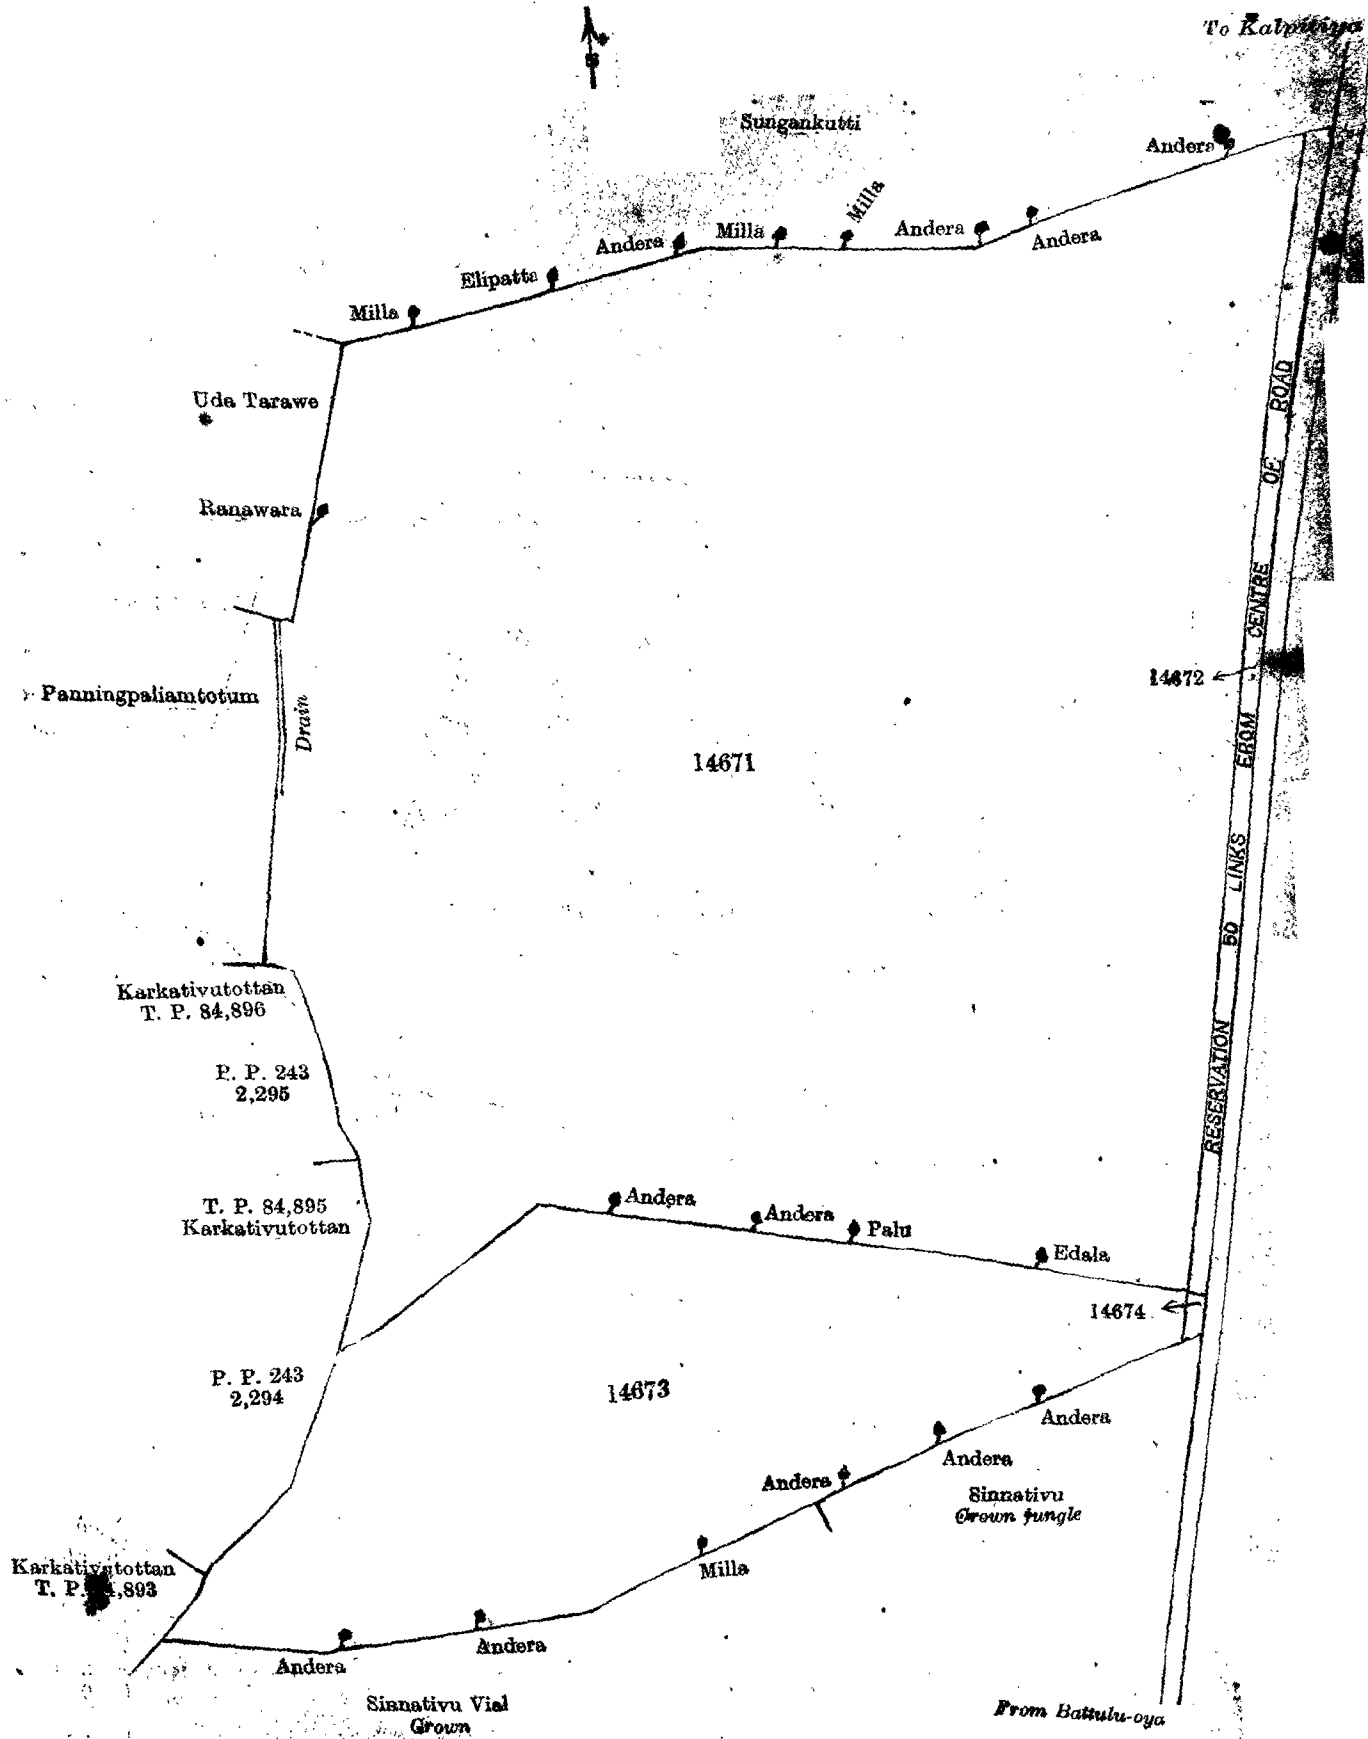 To Kalpitiya
Sungankutti
Andera
Milla
Andera
Milla
Andera
Andera
Elipatta
Milla
Uda Tarawe
Ranawara
RESERVATION 50 LINKS FROM CENTRE OF ROAD
14672
Panningpaliamtotum
Drain
14671
Karkativutottan
T. P. 84,896
P. P. 243
2,295
T. P. 84,895
Karkativutottan
Andera
Andera
Palu
Edala
14674
P. P. 243
2,294
14673
Andera
Andera
Andera
Sinnativu
Crown jungle
Milla
Karkativutottan
T. P. ,893
Andera
Andera
Sinnativu Vial
Crown
From Battulu-oya